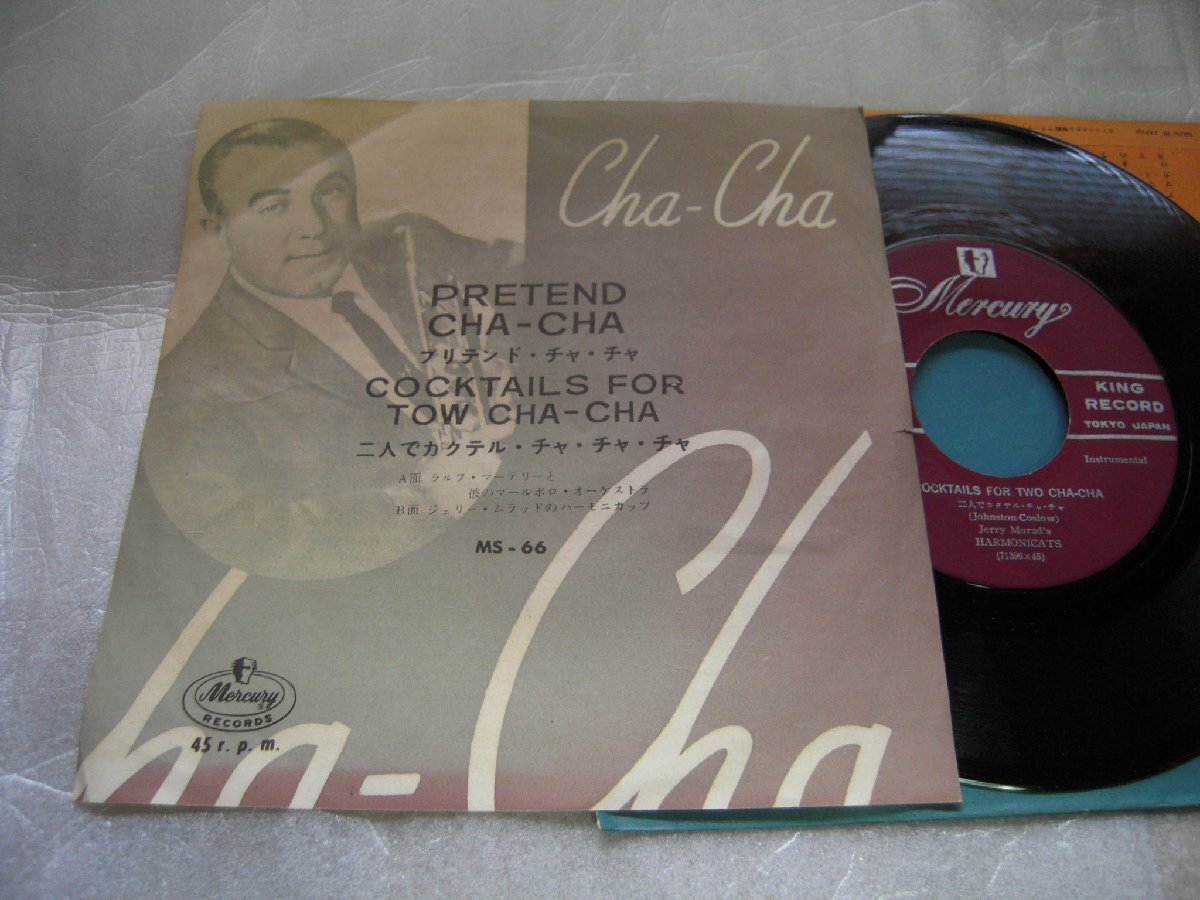 Cha-Cha
PRETEND
CHA-CHA
プリテンド・チャ・チャ
COCKTAILS FOR
TOW CHA-CHA
二人でカクテル・チャ・チャ・チャ
A面 ラルフ・マーテリーと
彼のマールボロ・オーケストラ
B面 ジェリー・ムラッドのハーモニカッツ
MS-66
ha-Cha
Mercury
RECORDS
45 r. p. m.
Mercury
KING
RECORD
TOKYO JAPAN
Instrumental
COCKTAILS FOR TWO CHA-CHA
二人でカクテル・チャ・チャ
(Johnston-Coslow)
Jerry Murad's
HARMONICATS
(71396×45)